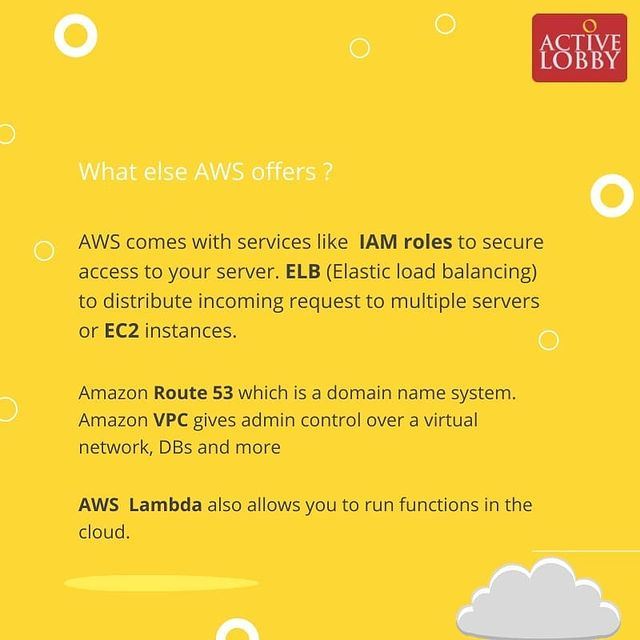 ACTIVE
LOBBY
What else AWS offers ?
AWS comes with services like  IAM roles to secure
access to your server. ELB (Elastic load balancing)
to distribute incoming request to multiple servers
or EC2 instances.
Amazon Route 53 which is a domain name system.
Amazon VPC gives admin control over a virtual
network, DBs and more
AWS  Lambda also allows you to run functions in the
cloud.